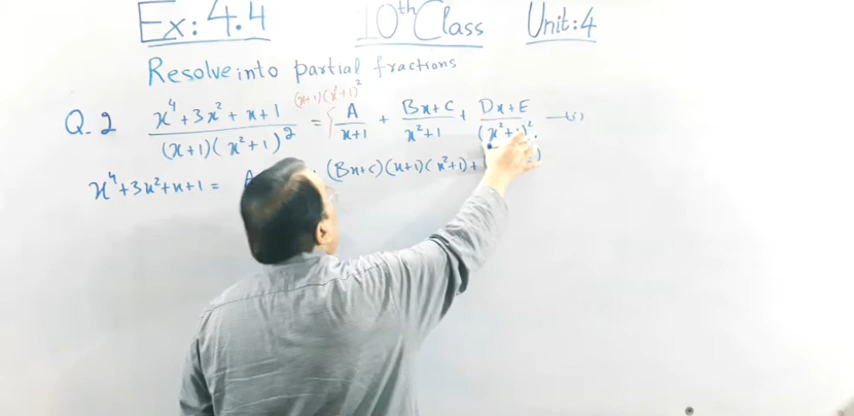 Ex: 4.4 10th Class Unit: 4
Resolve into partial fractions
Q. 2 (x⁴+3x²+x+1)/((x+1)(x²+1)²) = (x+1)(x²+1)² { A/(x+1) + (Bx+C)/(x²+1) + (Dx+E)/(x²+1)² —(i)
x⁴+3x²+x+1 = A (Bx+C)(x+1)(x²+1)+